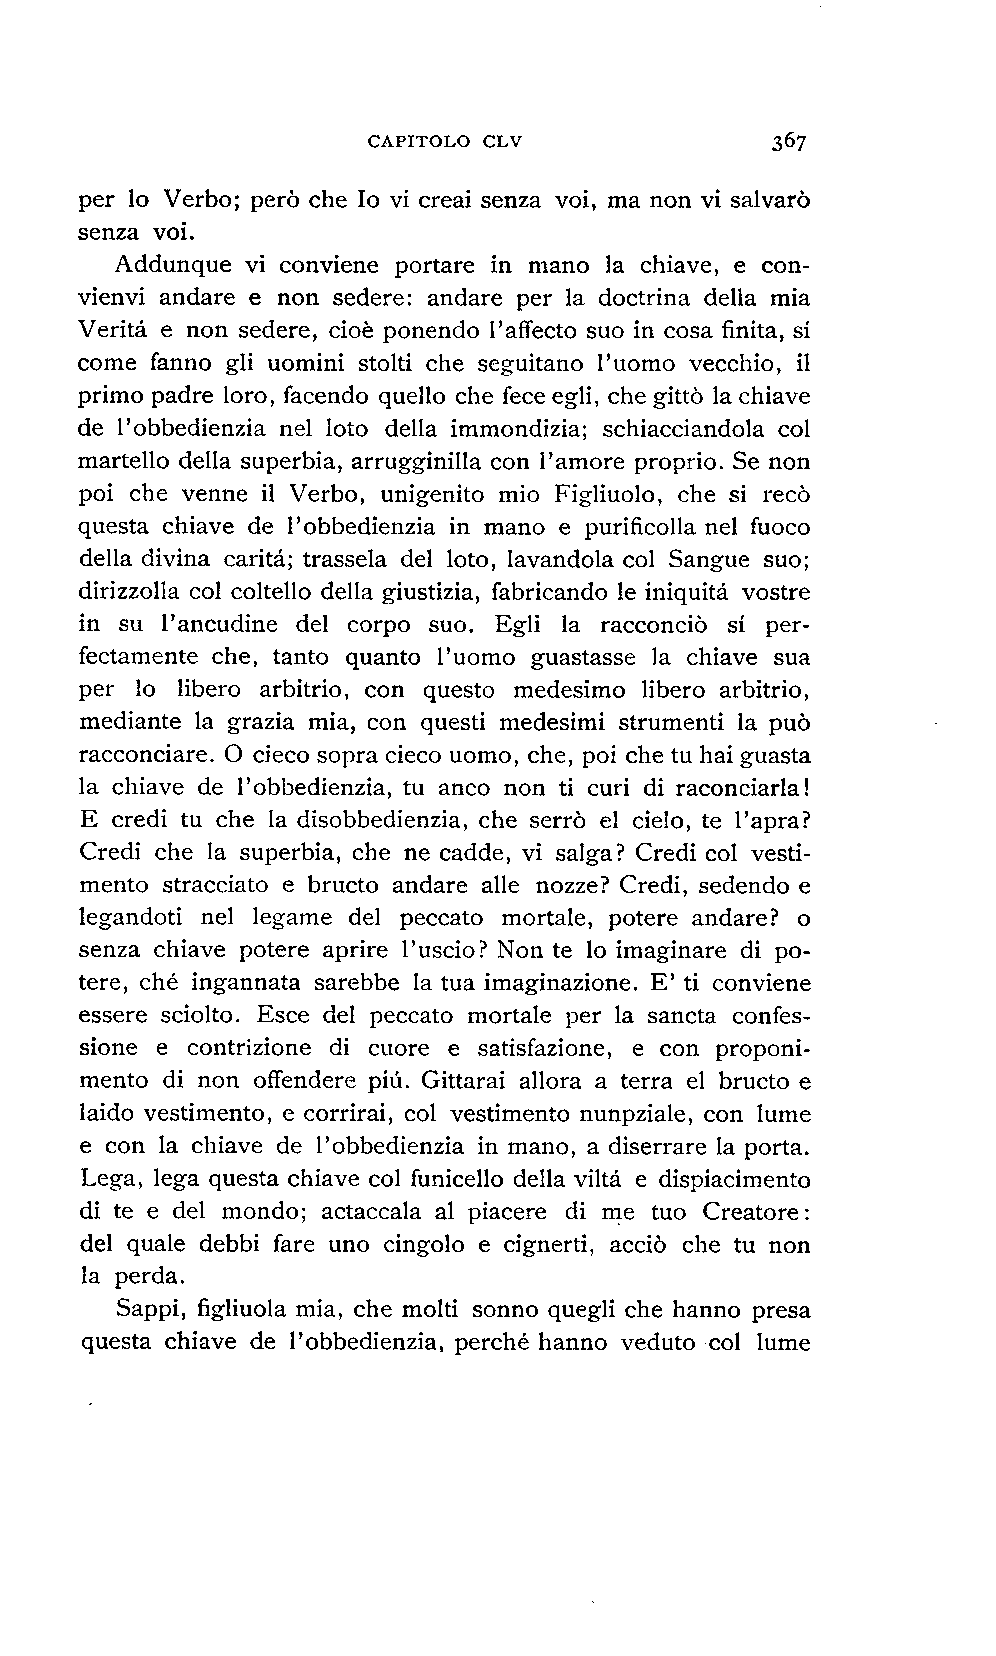 CAPITOLO CLV 367
per lo Verbo; però che Io vi creai senza voi, ma non vi salvarò
senza voi.
Addunque vi conviene portare in mano la chiave, e con-
vienvi andare e non sedere: andare per la doctrina della mia
Veritá e non sedere, cioè ponendo l'affecto suo in cosa finita, sí
come fanno gli uomini stolti che seguitano l'uomo vecchio, il
primo padre loro, facendo quello che fece egli, che gittò la chiave
de l'obbedienzia nel loto della immondizia; schiacciandola col
martello della superbia, arrugginilla con l'amore proprio. Se non
poi che venne il Verbo, unigenito mio Figliuolo, che si recò
questa chiave de l'obbedienzia in mano e purificolla nel fuoco
della divina caritá; trassela del loto, lavandola col Sangue suo;
dirizzolla col coltello della giustizia, fabricando le iniquitá vostre
in su l'ancudine del corpo suo. Egli la racconciò sí per-
fectamente che, tanto quanto l'uomo guastasse la chiave sua
per lo libero arbitrio, con questo medesimo libero arbitrio,
mediante la grazia mia, con questi medesimi strumenti la può
racconciare. O cieco sopra cieco uomo, che, poi che tu hai guasta
la chiave de l'obbedienzia, tu anco non ti curi di raconciarla!
E credi tu che la disobbedienzia, che serrò el cielo, te l'apra?
Credi che la superbia, che ne cadde, vi salga? Credi col vesti-
mento stracciato e bructo andare alle nozze? Credi, sedendo e
legandoti nel legame del peccato mortale, potere andare? o
senza chiave potere aprire l'uscio? Non te lo imaginare di po-
tere, ché ingannata sarebbe la tua imaginazione. E' ti conviene
essere sciolto. Esce del peccato mortale per la sancta confes-
sione e contrizione di cuore e satisfazione, e con proponi-
mento di non offendere piú. Gittarai allora a terra el bructo e
laido vestimento, e corrirai, col vestimento nunpziale, con lume
e con la chiave de l'obbedienzia in mano, a diserrare la porta.
Lega, lega questa chiave col funicello della viltá e dispiacimento
di te e del mondo; actaccala al piacere di me tuo Creatore:
del quale debbi fare uno cingolo e cignerti, acciò che tu non
la perda.
Sappi, figliuola mia, che molti sonno quegli che hanno presa
questa chiave de l'obbedienzia, perché hanno veduto col lume